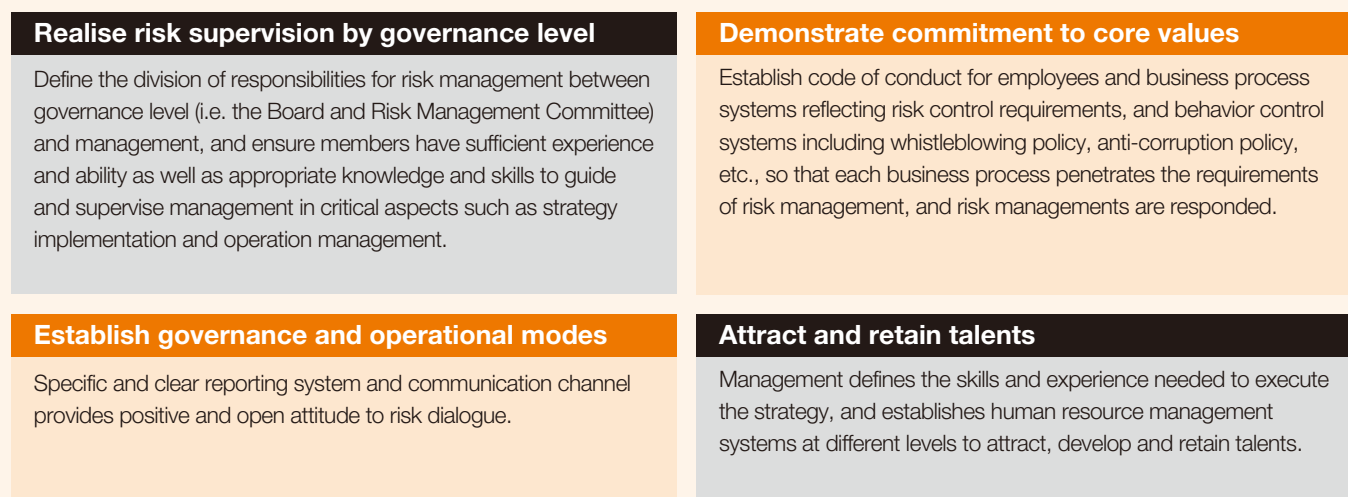 Realise risk supervision by governance level
Define the division of responsibilities for risk management between
governance level (i.e. the Board and Risk Management Committee)
and management, and ensure members have sufficient experience
and ability as well as appropriate knowledge and skills to guide
and supervise management in critical aspects such as strategy
implementation and operation management.
Demonstrate commitment to core values
Establish code of conduct for employees and business process
systems reflecting risk control requirements, and behavior control
systems including whistleblowing policy, anti-corruption policy,
etc., so that each business process penetrates the requirements
of risk management, and risk managements are responded.
Establish governance and operational modes
Specific and clear reporting system and communication channel
provides positive and open attitude to risk dialogue.
Attract and retain talents
Management defines the skills and experience needed to execute
the strategy, and establishes human resource management
systems at different levels to attract, develop and retain talents.